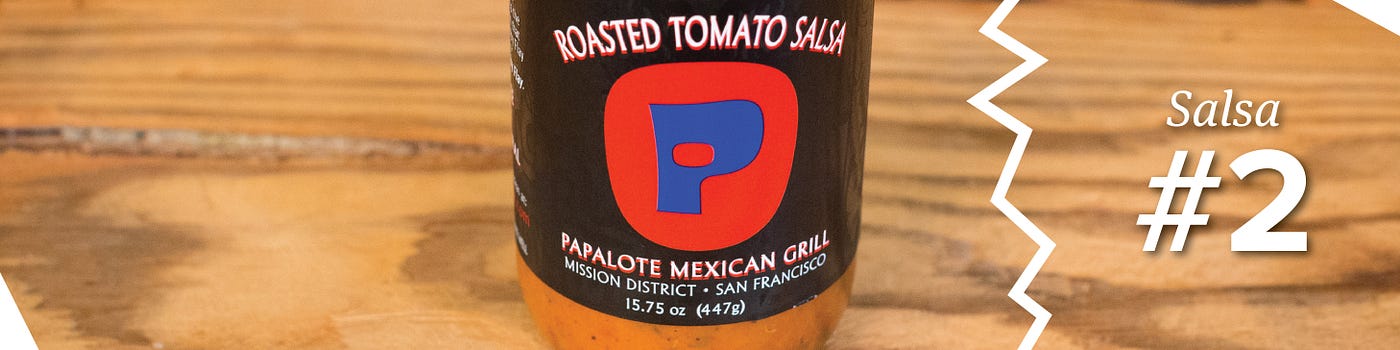 ROASTED TOMATO SALSA
P
PAPALOTE MEXICAN GRILL
MISSION DISTRICT • SAN FRANCISCO
15.75 oz (447g)
Salsa
#2